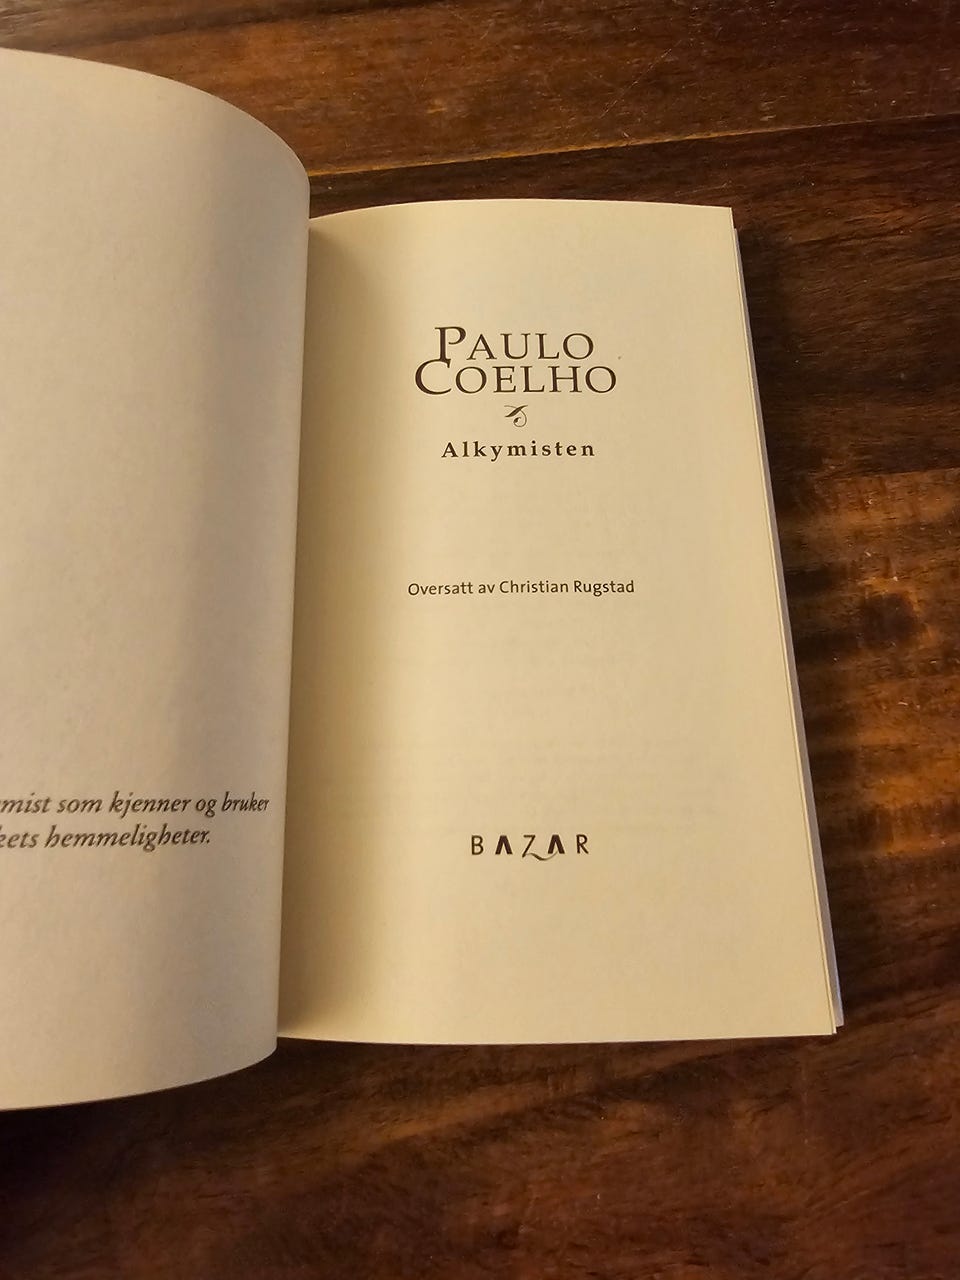 mist som kjenner og bruker
kets hemmeligheter.
PAULO
COELHO
Alkymisten
Oversatt av Christian Rugstad
BAZAR